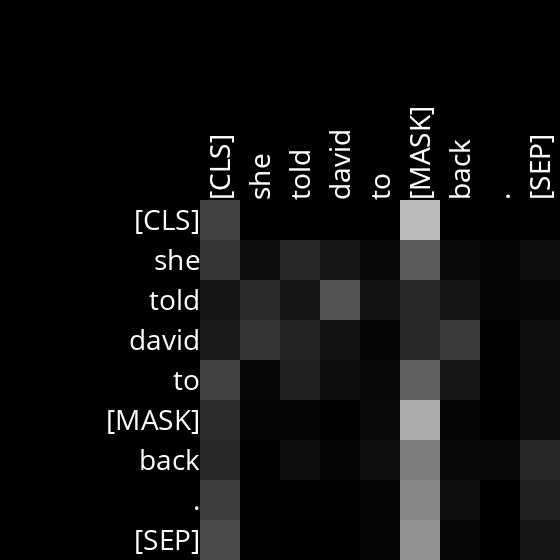 [CLS] she told david to [MASK] back . [SEP]
[CLS]
she
told
david
to
[MASK]
back
.
[SEP]